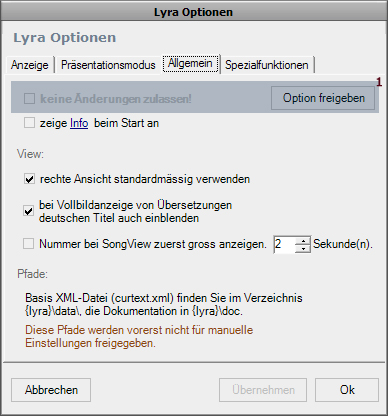 Lyra Optionen
Lyra Optionen
Anzeige Präsentationsmodus Allgemein Spezialfunktionen
1
keine Änderungen zulassen! Option freigeben
zeige Info beim Start an
View:
rechte Ansicht standardmässig verwenden
bei Vollbildanzeige von Übersetzungen
deutschen Titel auch einblenden
Nummer bei SongView zuerst gross anzeigen. 2 Sekunde(n).
Pfade:
Basis XML-Datei (curtext.xml) finden Sie im Verzeichnis
{lyra}\data\, die Dokumentation in {lyra}\doc.
Diese Pfade werden vorerst nicht für manuelle
Einstellungen freigegeben.
Abbrechen Übernehmen Ok